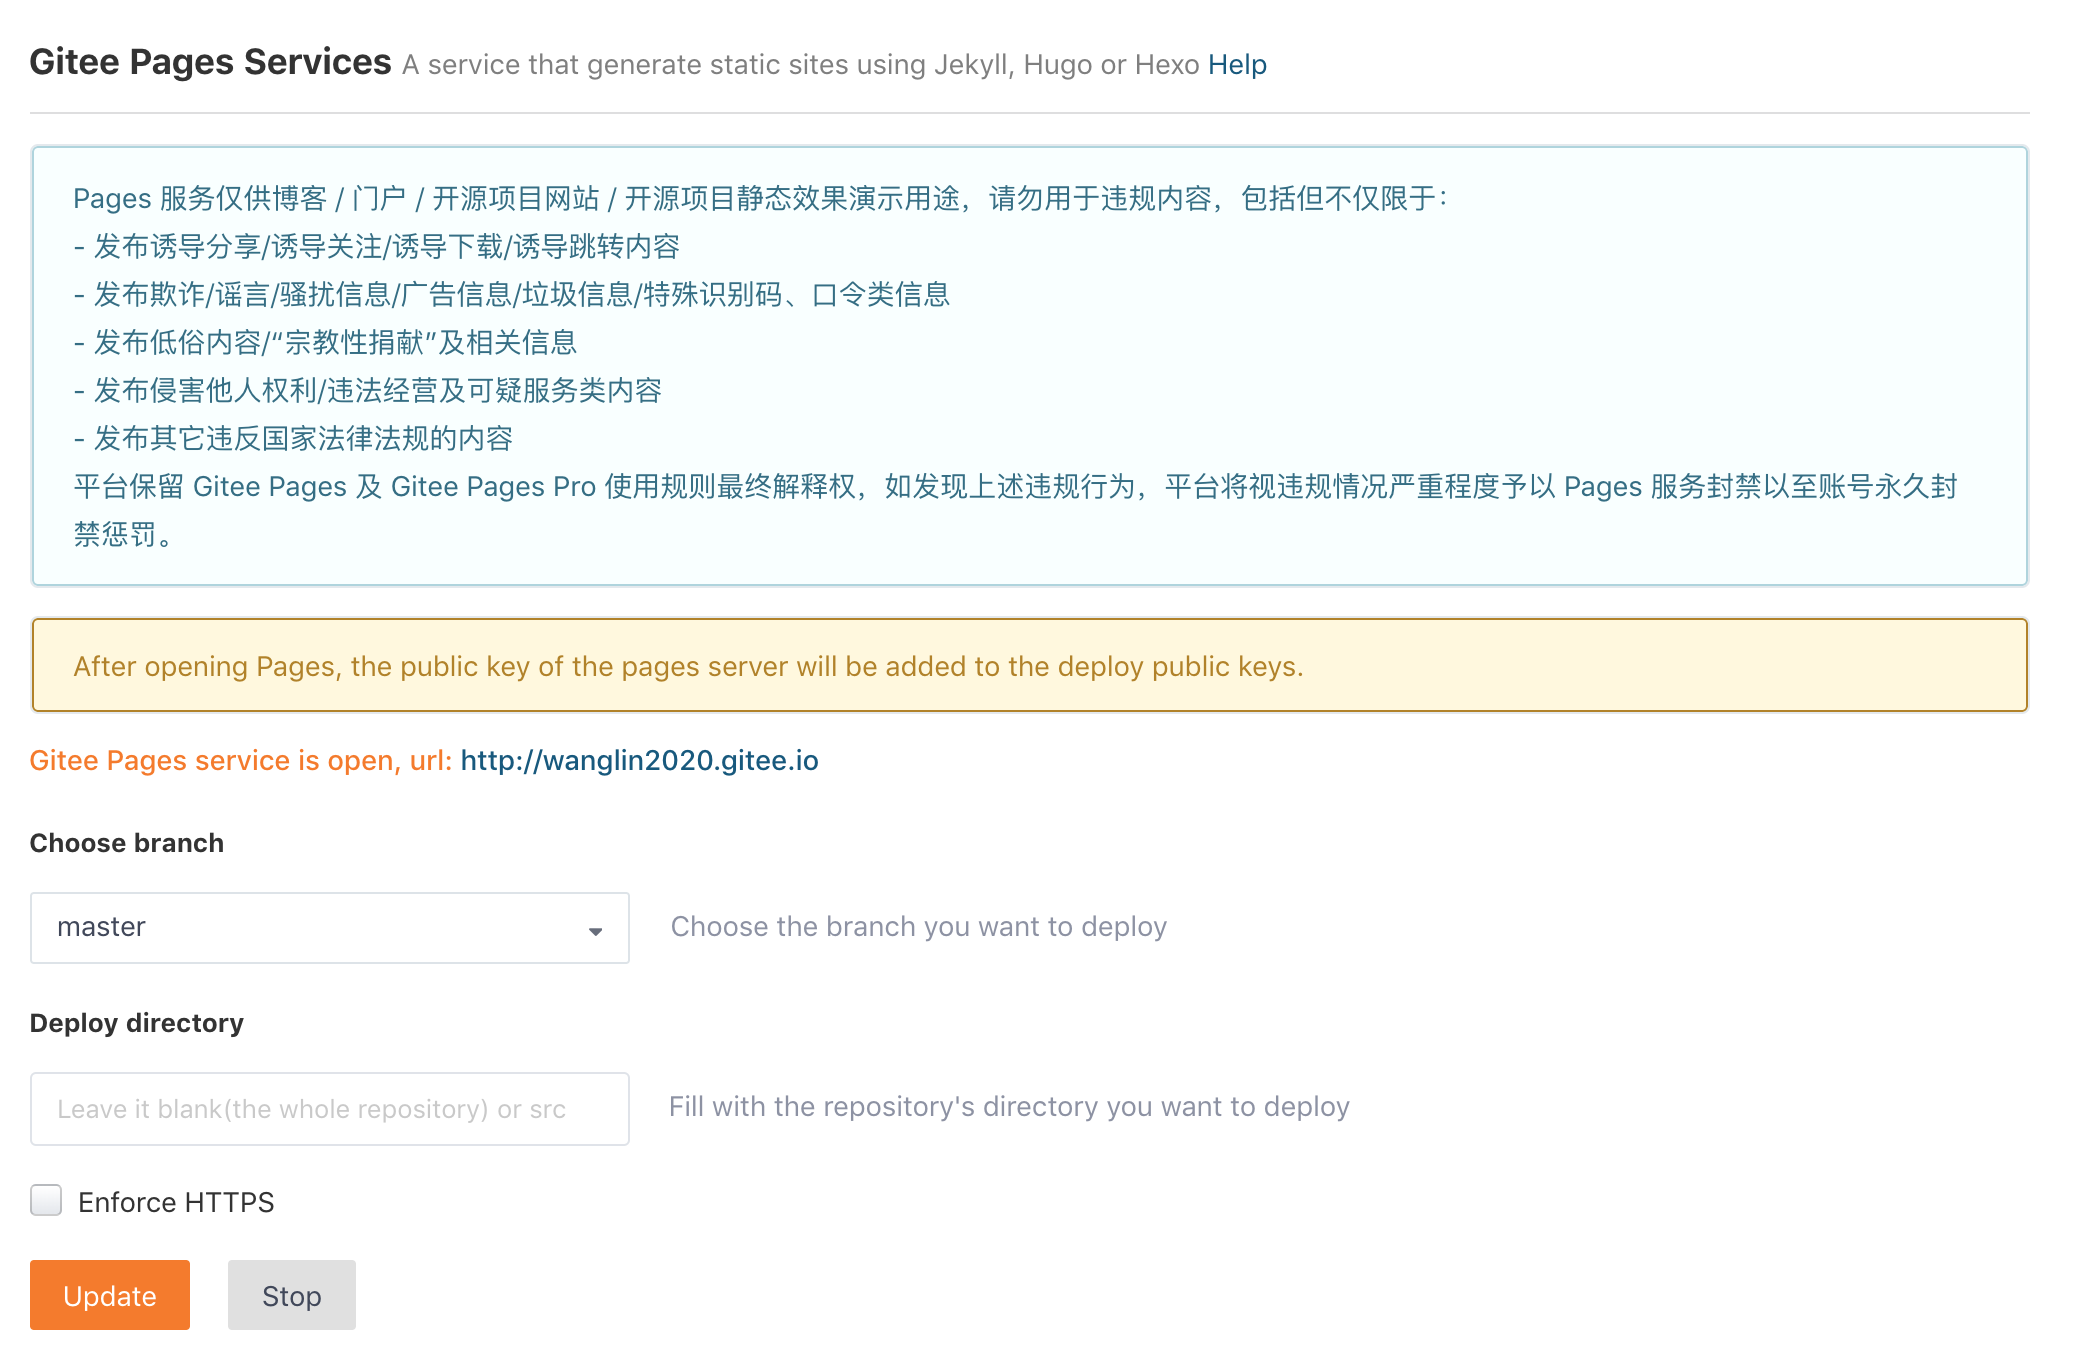 Gitee Pages Services A service that generate static sites using Jekyll, Hugo or Hexo Help
Pages 服务仅供博客 / 门户 / 开源项目网站 / 开源项目静态效果演示用途，请勿用于违规内容，包括但不仅限于：
- 发布诱导分享/诱导关注/诱导下载/诱导跳转内容
- 发布欺诈/谣言/骚扰信息/广告信息/垃圾信息/特殊识别码、口令类信息
- 发布低俗内容/“宗教性捐献”及相关信息
- 发布侵害他人权利/违法经营及可疑服务类内容
- 发布其它违反国家法律法规的内容
平台保留 Gitee Pages 及 Gitee Pages Pro 使用规则最终解释权，如发现上述违规行为，平台将视违规情况严重程度予以 Pages 服务封禁以至账号永久封
禁惩罚。
After opening Pages, the public key of the pages server will be added to the deploy public keys.
Gitee Pages service is open, url: http://wanglin2020.gitee.io
Choose branch
master Choose the branch you want to deploy
Deploy directory
Leave it blank(the whole repository) or src Fill with the repository's directory you want to deploy
Enforce HTTPS
Update Stop